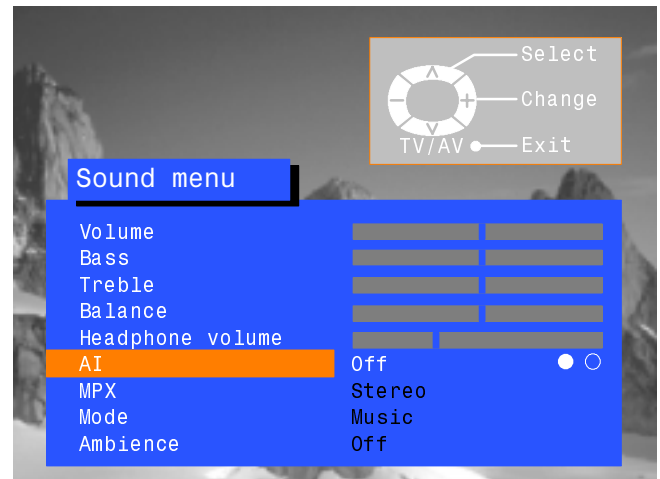 Select
Change
TV/AV Exit
Sound menu
Volume
Bass
Treble
Balance
Headphone volume
AI Off
MPX Stereo
Mode Music
Ambience Off